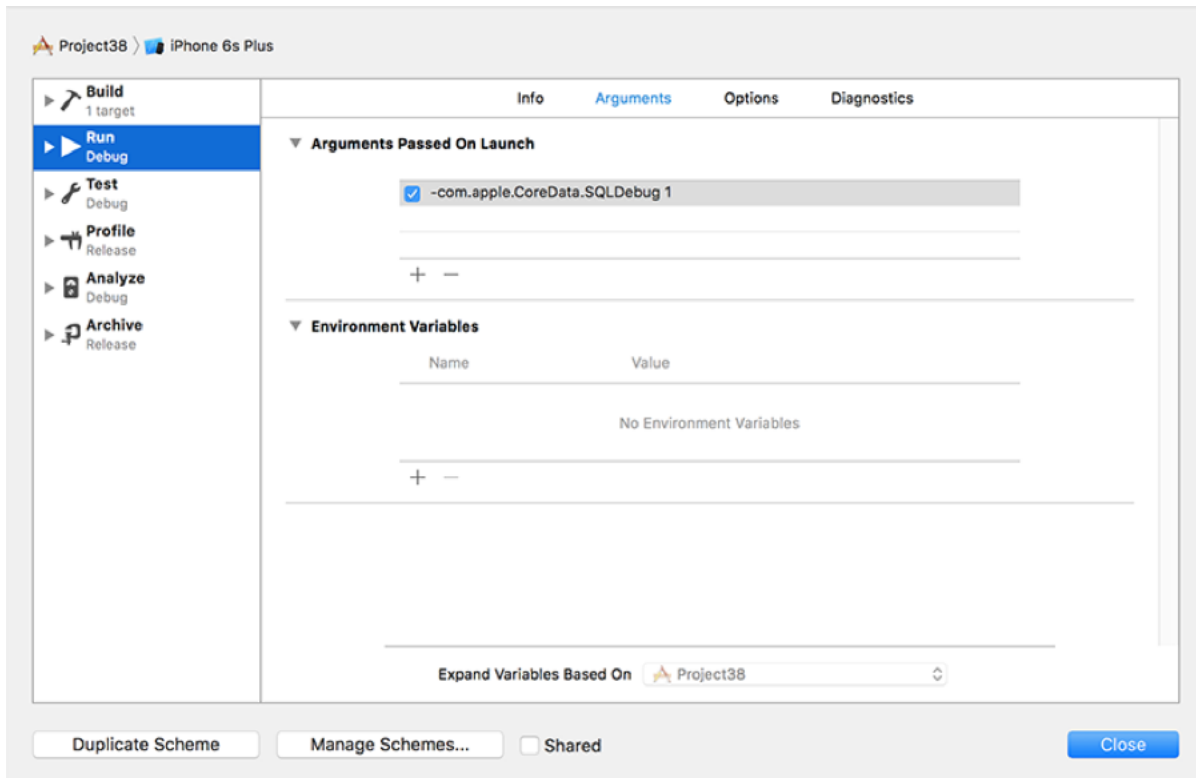 Project38 〉 iPhone 6s Plus
Build
1 target
Run
Debug
Test
Debug
Profile
Release
Analyze
Debug
Archive
Release
Info Arguments Options Diagnostics
Arguments Passed On Launch
-com.apple.CoreData.SQLDebug 1
Environment Variables
Name Value
No Environment Variables
Expand Variables Based On Project38
Duplicate Scheme Manage Schemes... Shared Close